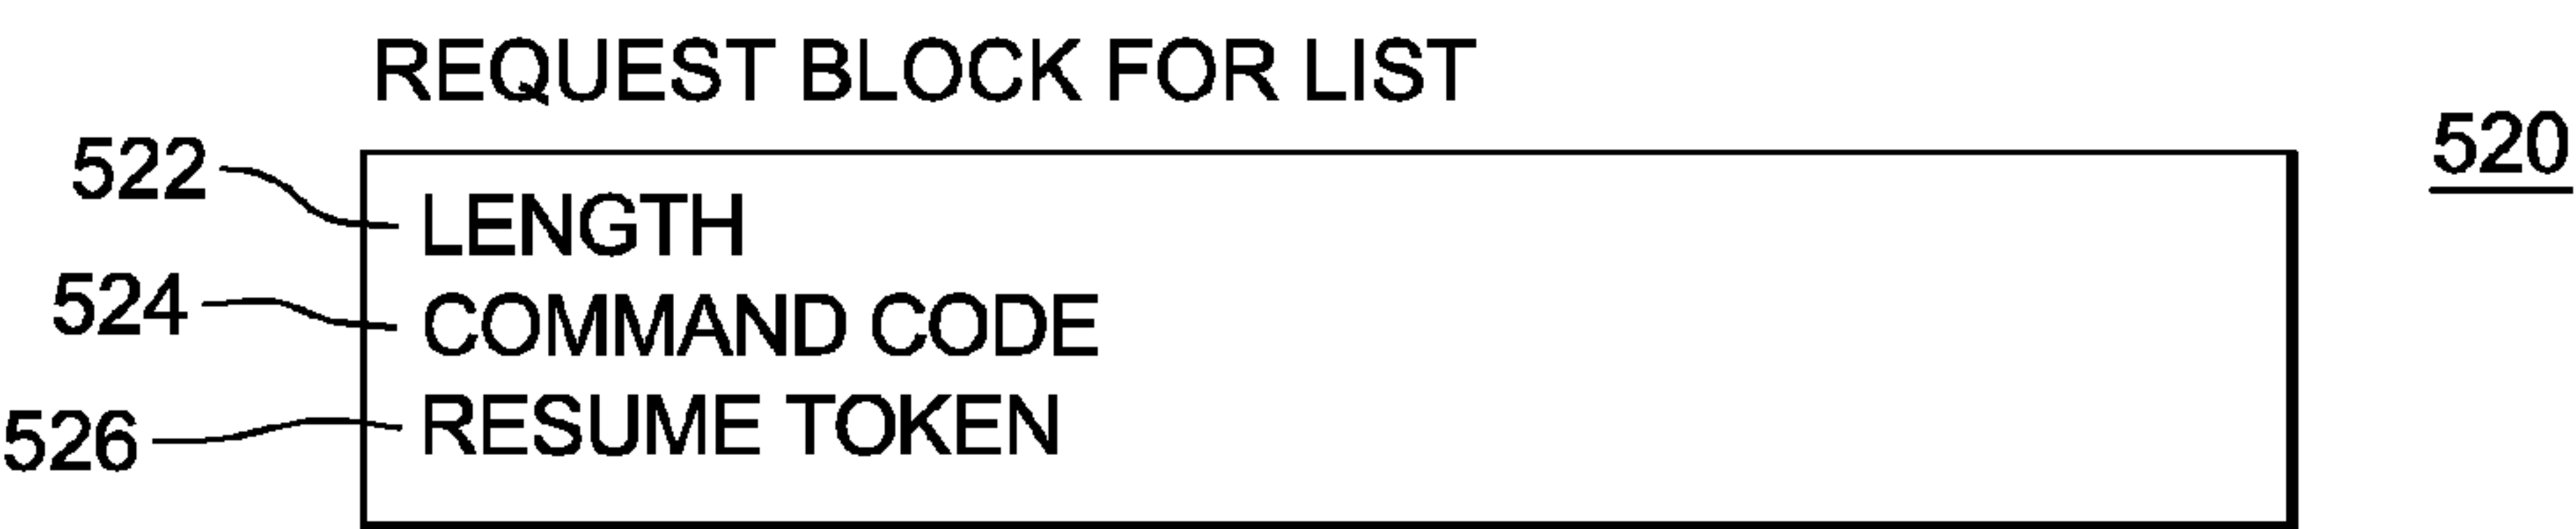 REQUEST BLOCK FOR LIST
520
522 LENGTH
524 COMMAND CODE
526 RESUME TOKEN